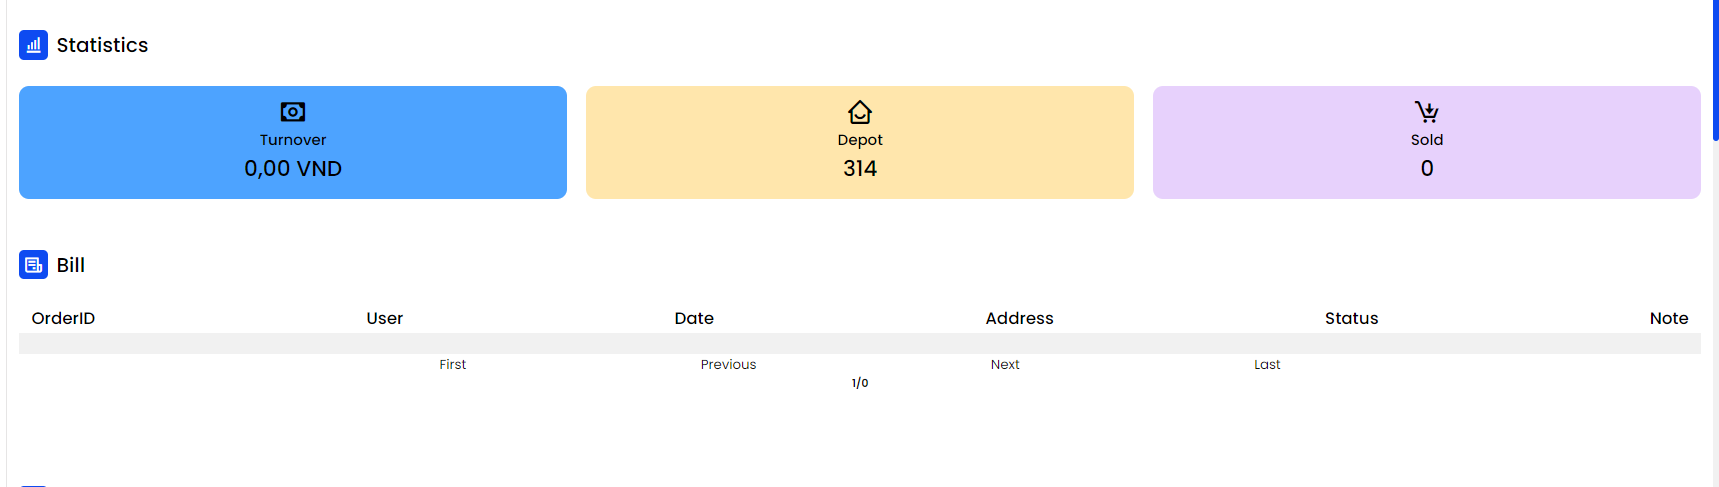 Statistics
Turnover Depot Sold
0,00 VND 314 0
Bill
OrderID User Date Address Status Note
First Previous Next Last
1/0